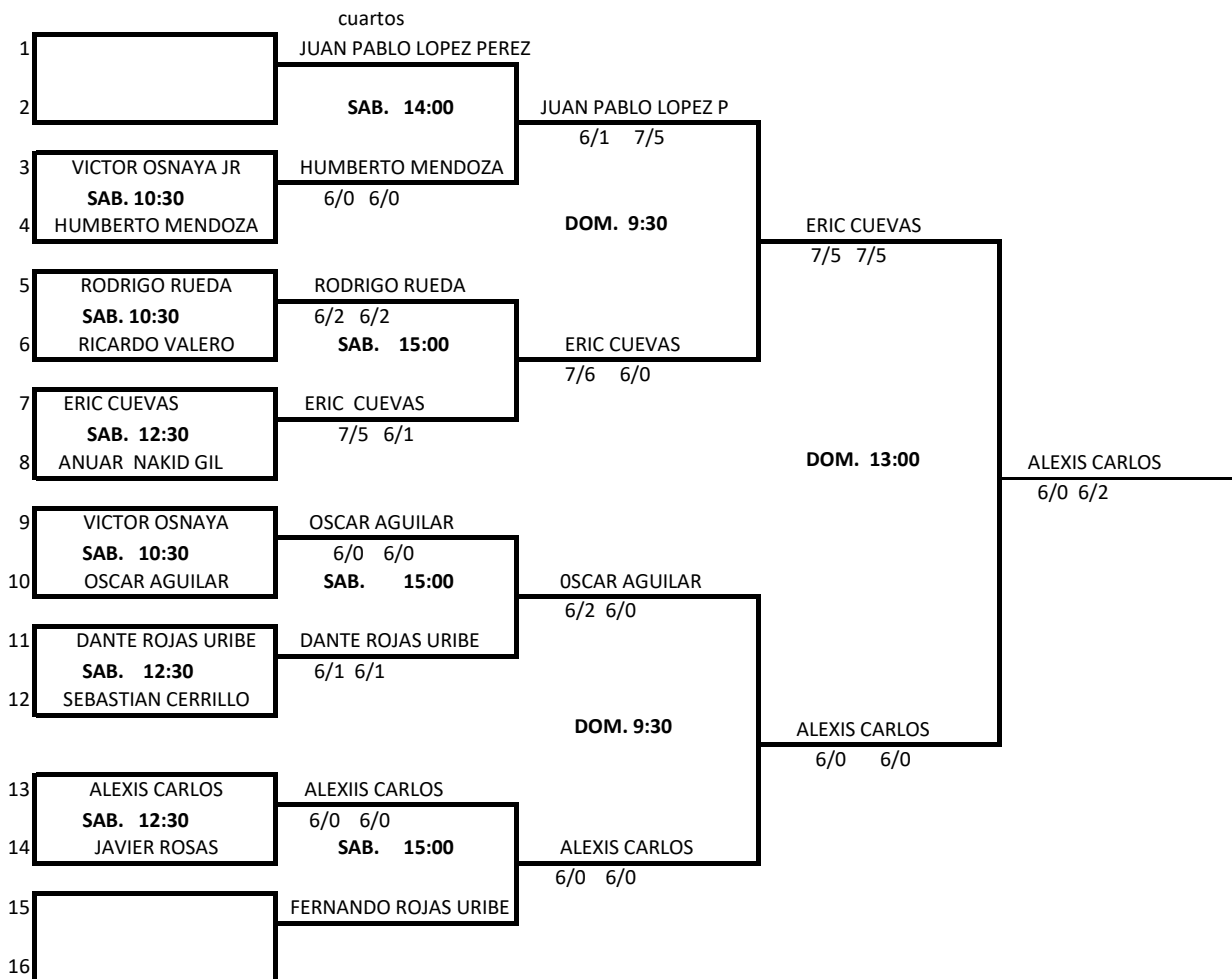 cuartos
1 JUAN PABLO LOPEZ PEREZ
2 SAB. 14:00 JUAN PABLO LOPEZ P
6/1 7/5
3 VICTOR OSNAYA JR HUMBERTO MENDOZA
SAB. 10:30 6/0 6/0
4 HUMBERTO MENDOZA DOM. 9:30 ERIC CUEVAS
7/5 7/5
5 RODRIGO RUEDA RODRIGO RUEDA
SAB. 10:30 6/2 6/2
6 RICARDO VALERO SAB. 15:00 ERIC CUEVAS
7/6 6/0
7 ERIC CUEVAS ERIC CUEVAS
SAB. 12:30 7/5 6/1
8 ANUAR NAKID GIL DOM. 13:00 ALEXIS CARLOS
6/0 6/2
9 VICTOR OSNAYA OSCAR AGUILAR
SAB. 10:30 6/0 6/0
10 OSCAR AGUILAR SAB. 15:00 0SCAR AGUILAR
6/2 6/0
11 DANTE ROJAS URIBE DANTE ROJAS URIBE
SAB. 12:30 6/1 6/1
12 SEBASTIAN CERRILLO
DOM. 9:30 ALEXIS CARLOS
6/0 6/0
13 ALEXIS CARLOS ALEXIIS CARLOS
SAB. 12:30 6/0 6/0
14 JAVIER ROSAS SAB. 15:00 ALEXIS CARLOS
6/0 6/0
15 FERNANDO ROJAS URIBE
16